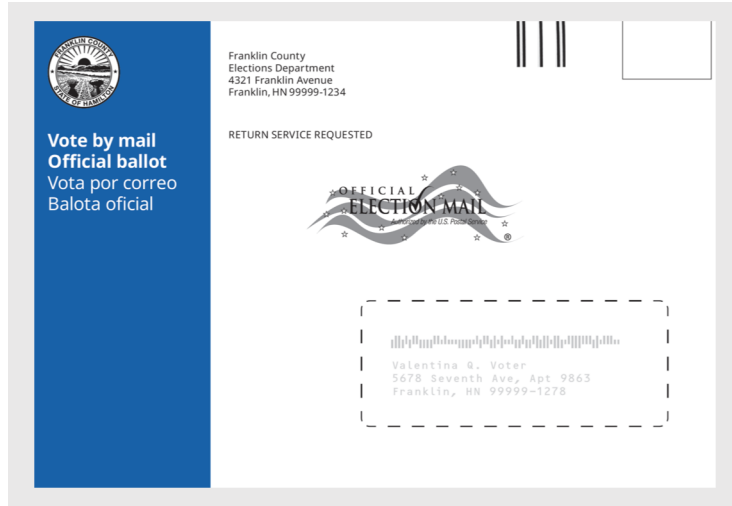 FRANKLIN COUNTY
STATE OF HAMILTON
Vote by mail
Official ballot
Vota por correo
Balota oficial
Franklin County
Elections Department
4321 Franklin Avenue
Franklin, HN 99999-1234
RETURN SERVICE REQUESTED
OFFICIAL
ELECTION MAIL
Authorized by the U.S. Postal Service
®
Valentina Q. Voter
5678 Seventh Ave, Apt 9863
Franklin, HN 99999-1278